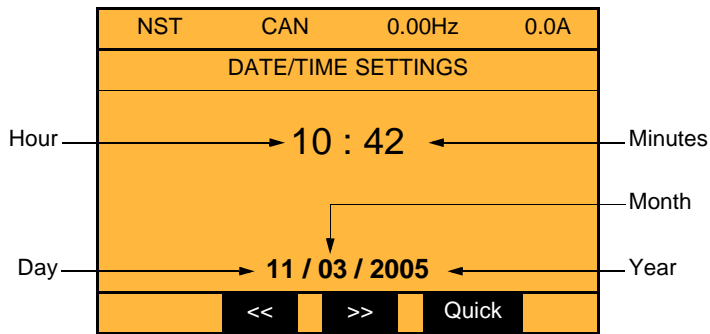 NST CAN 0.00Hz 0.0A
DATE/TIME SETTINGS
Hour 10 : 42 Minutes
Month
Day 11 / 03 / 2005 Year
<< >> Quick